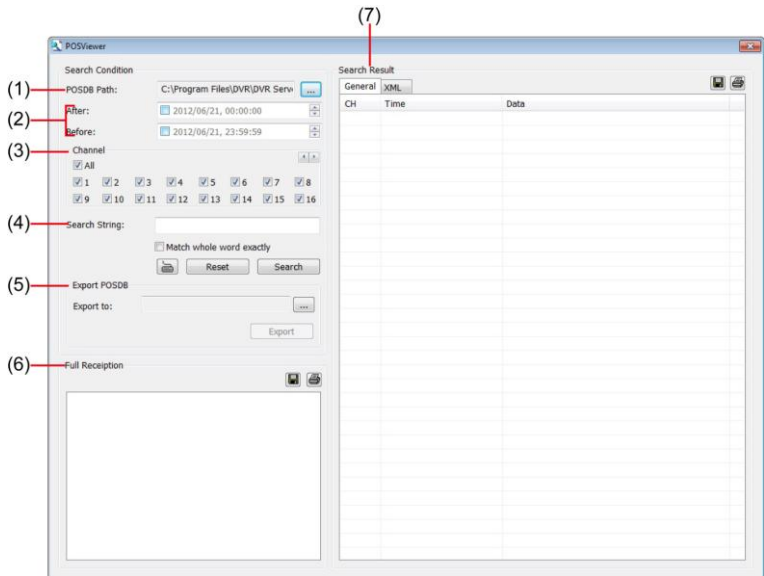 (7)
POSViewer
Search Condition
(1)
POSDB Path: C:\Program Files\DVR\DVR Serv ...
(2)
After: 2012/06/21, 00:00:00
Before: 2012/06/21, 23:59:59
(3)
Channel
All
1 2 3 4 5 6 7 8
9 10 11 12 13 14 15 16
(4)
Search String:
Match whole word exactly
Reset Search
(5)
Export POSDB
Export to: ...
Export
(6)
Full Receiption
Search Result
General XML
CH Time Data